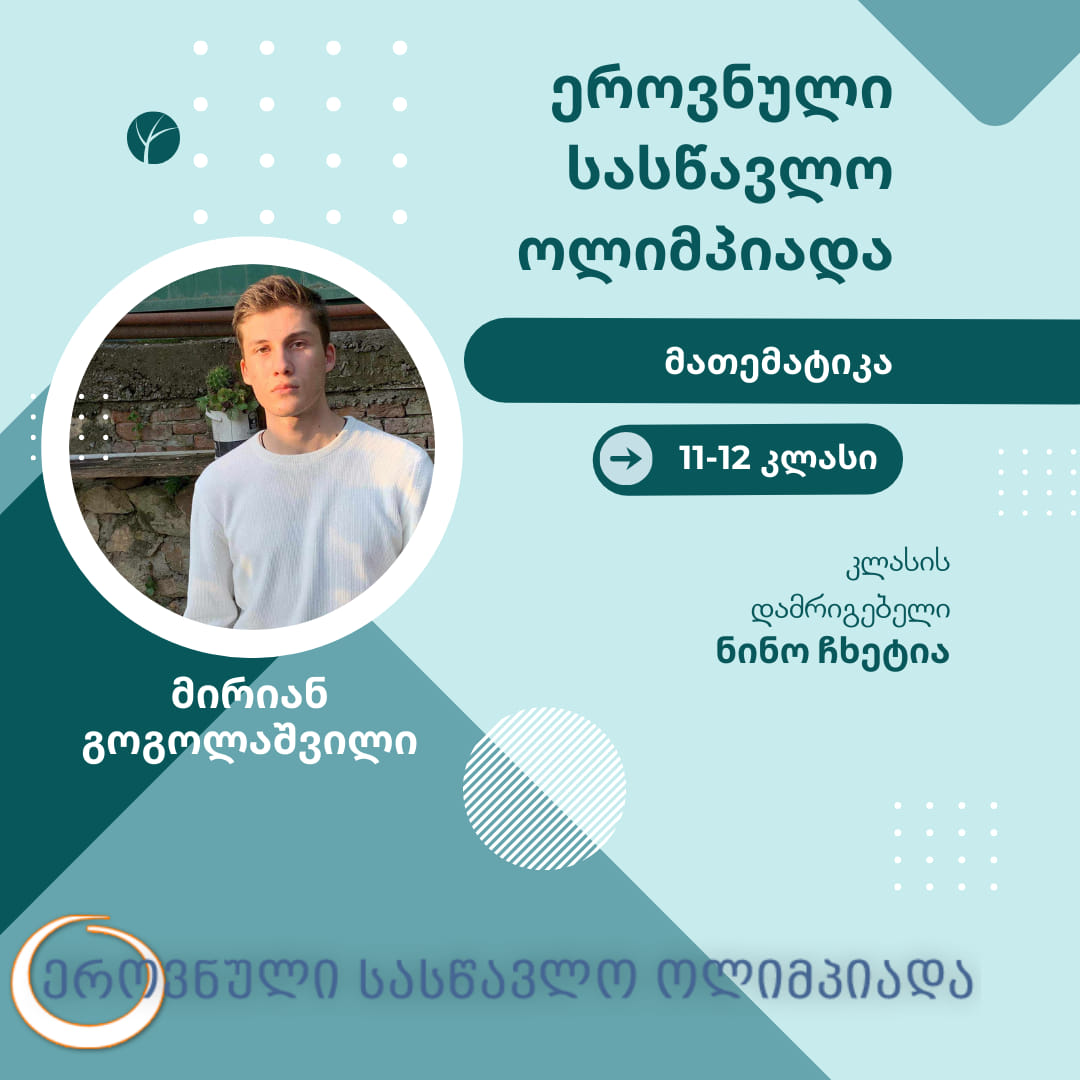 ეროვნული
სასწავლო
ოლიმპიადა
მათემატიკა
11-12 კლასი
კლასის
დამრიგებელი
ნინო ჩხეტია
მირიან
გოგოლაშვილი
ეროვნული სასწავლო ოლიმპიადა